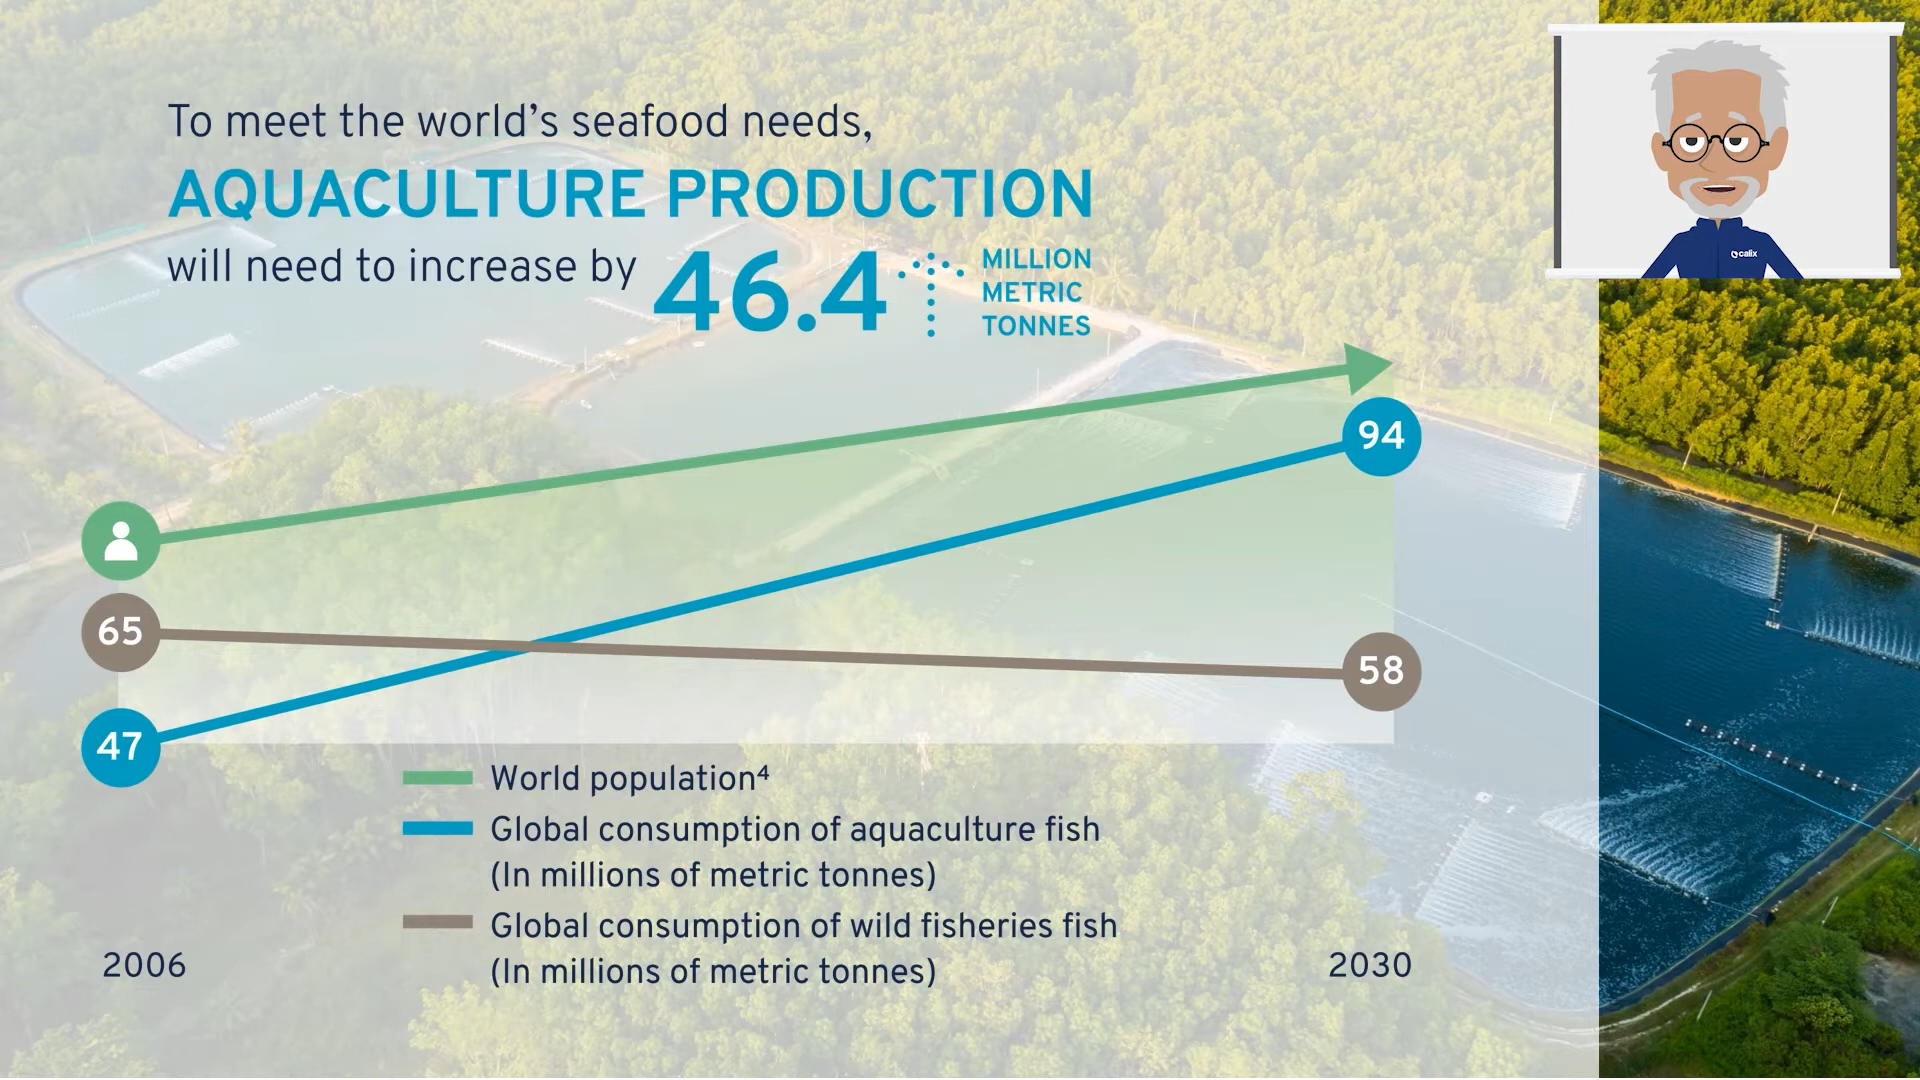 To meet the world's seafood needs,
AQUACULTURE PRODUCTION
will need to increase by 46.4 MILLION
METRIC
TONNES
calix
94
65
58
47
World population⁴
Global consumption of aquaculture fish
(In millions of metric tonnes)
Global consumption of wild fisheries fish
(In millions of metric tonnes)
2006
2030